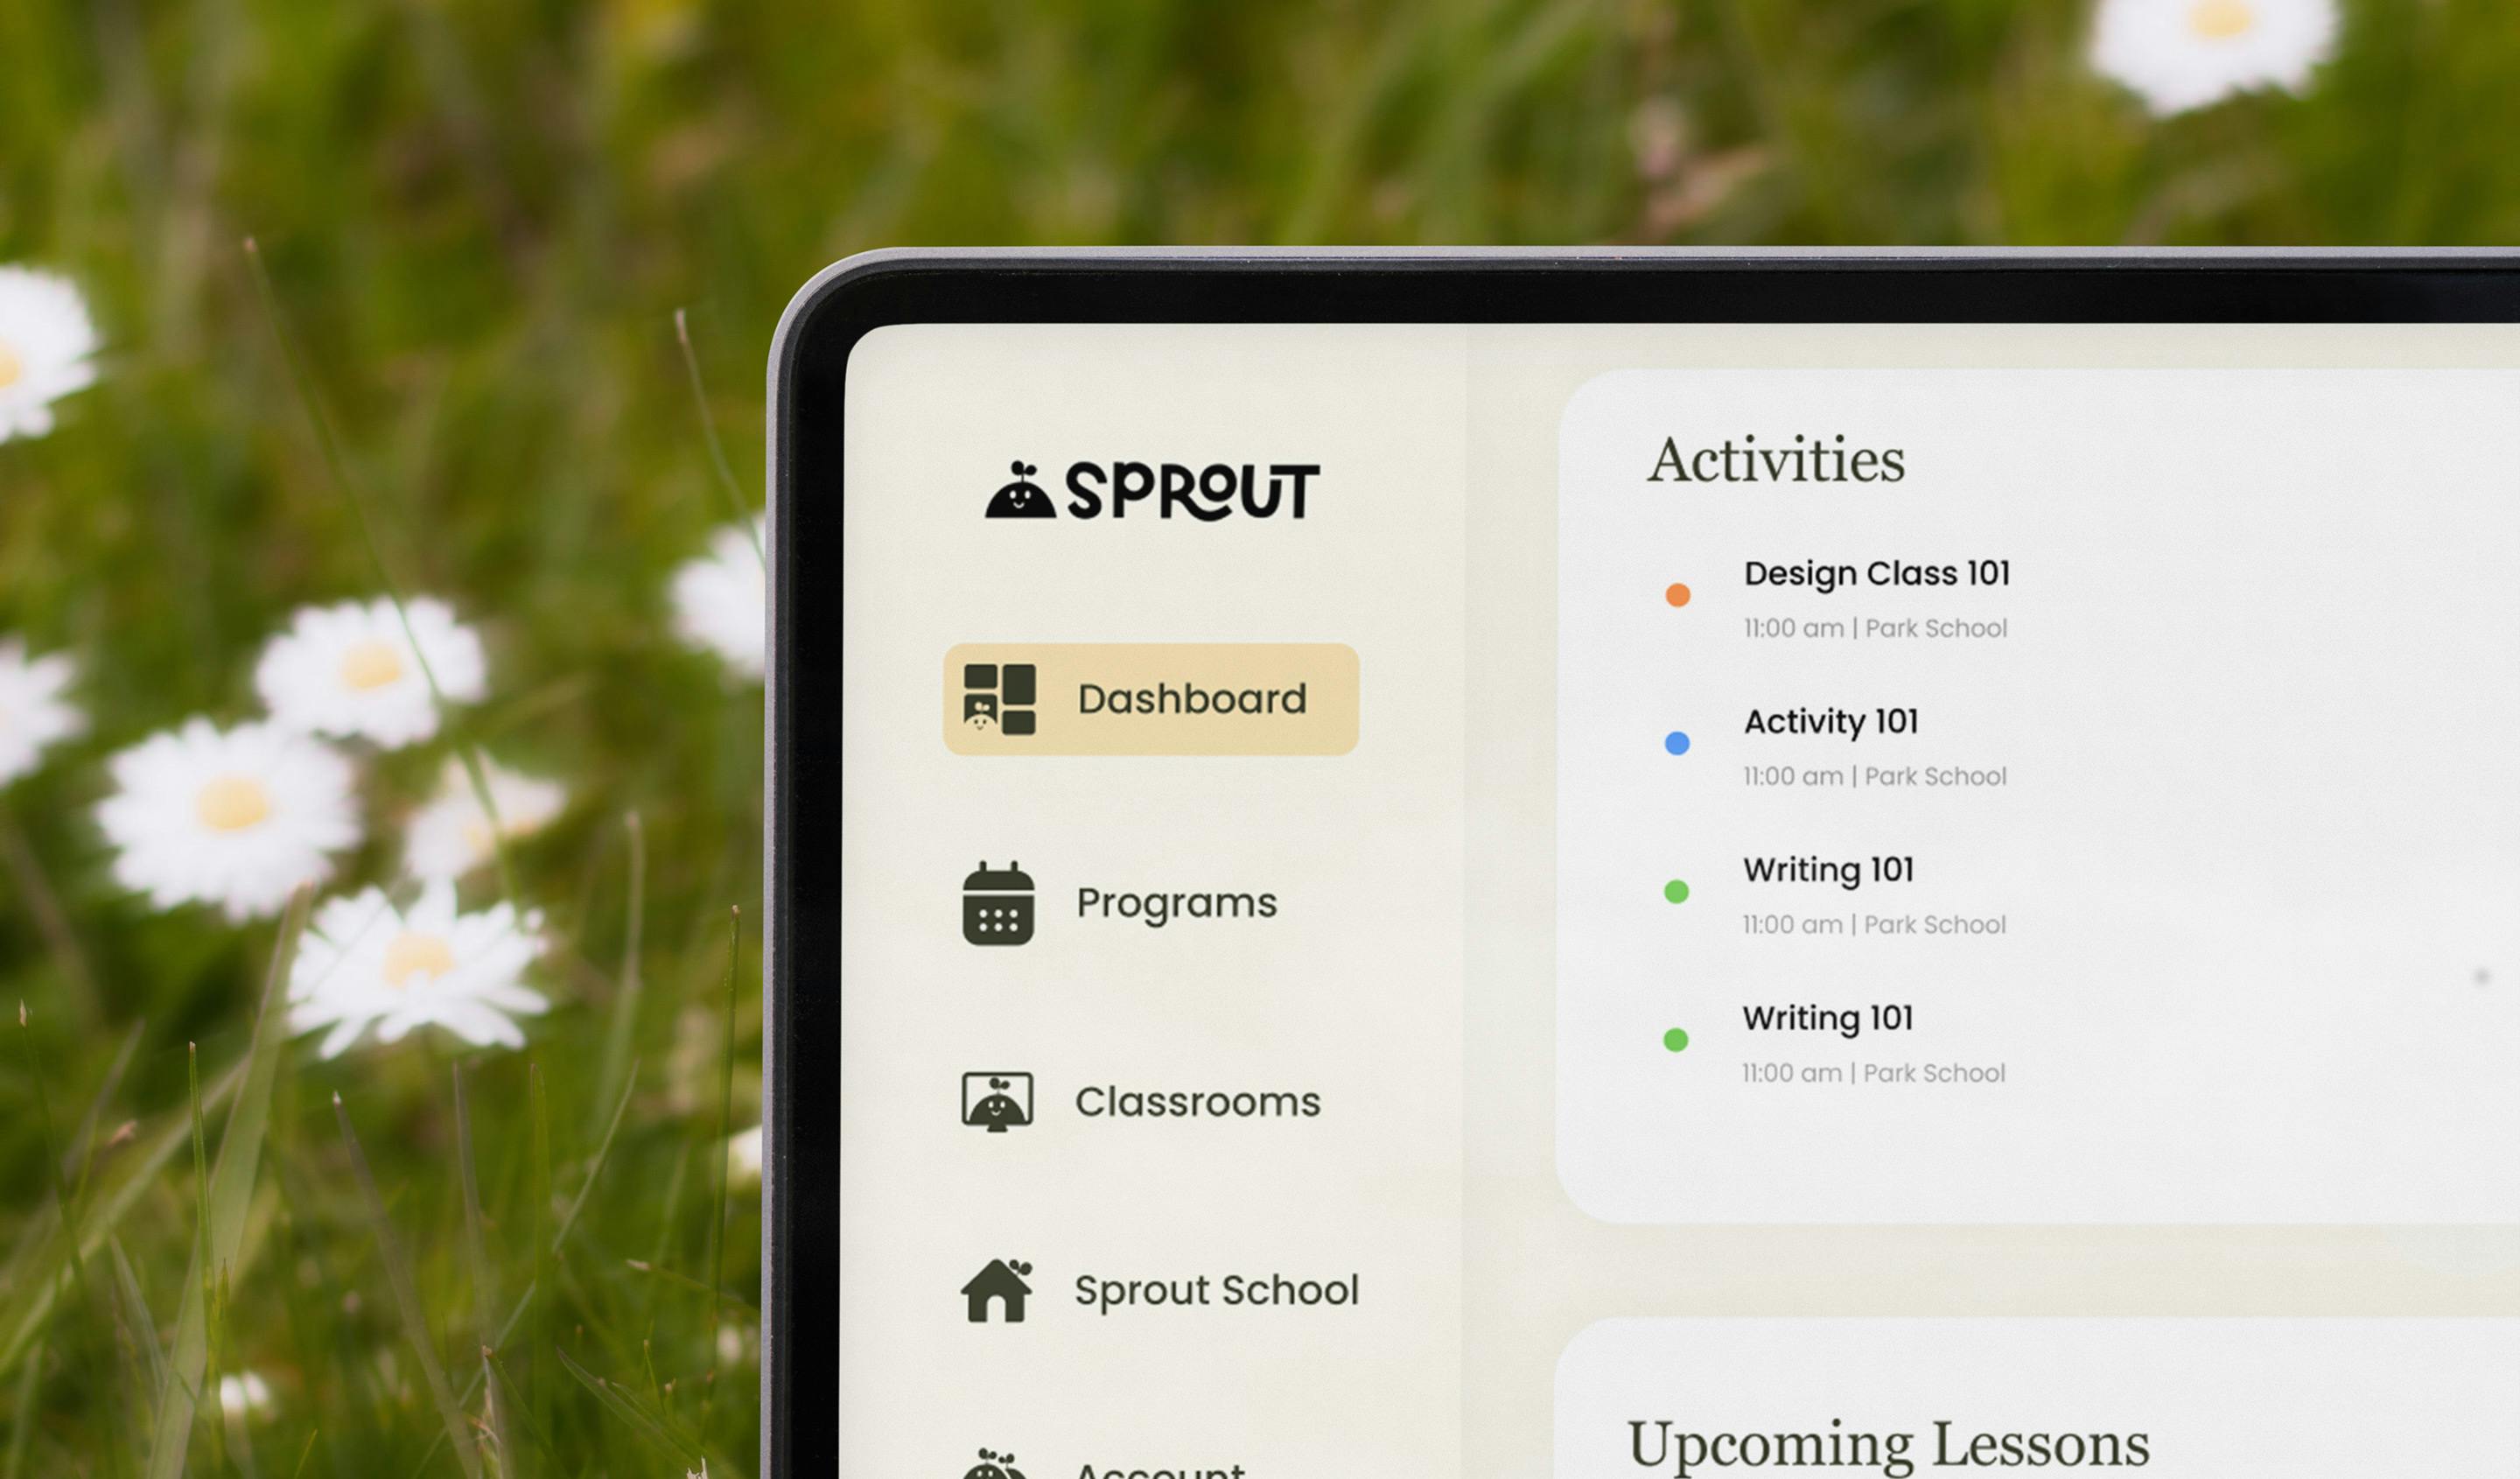 SPROUT
Dashboard
Programs
Classrooms
Sprout School
Account
Activities
Design Class 101
11:00 am | Park School
Activity 101
11:00 am | Park School
Writing 101
11:00 am | Park School
Writing 101
11:00 am | Park School
Upcoming Lessons